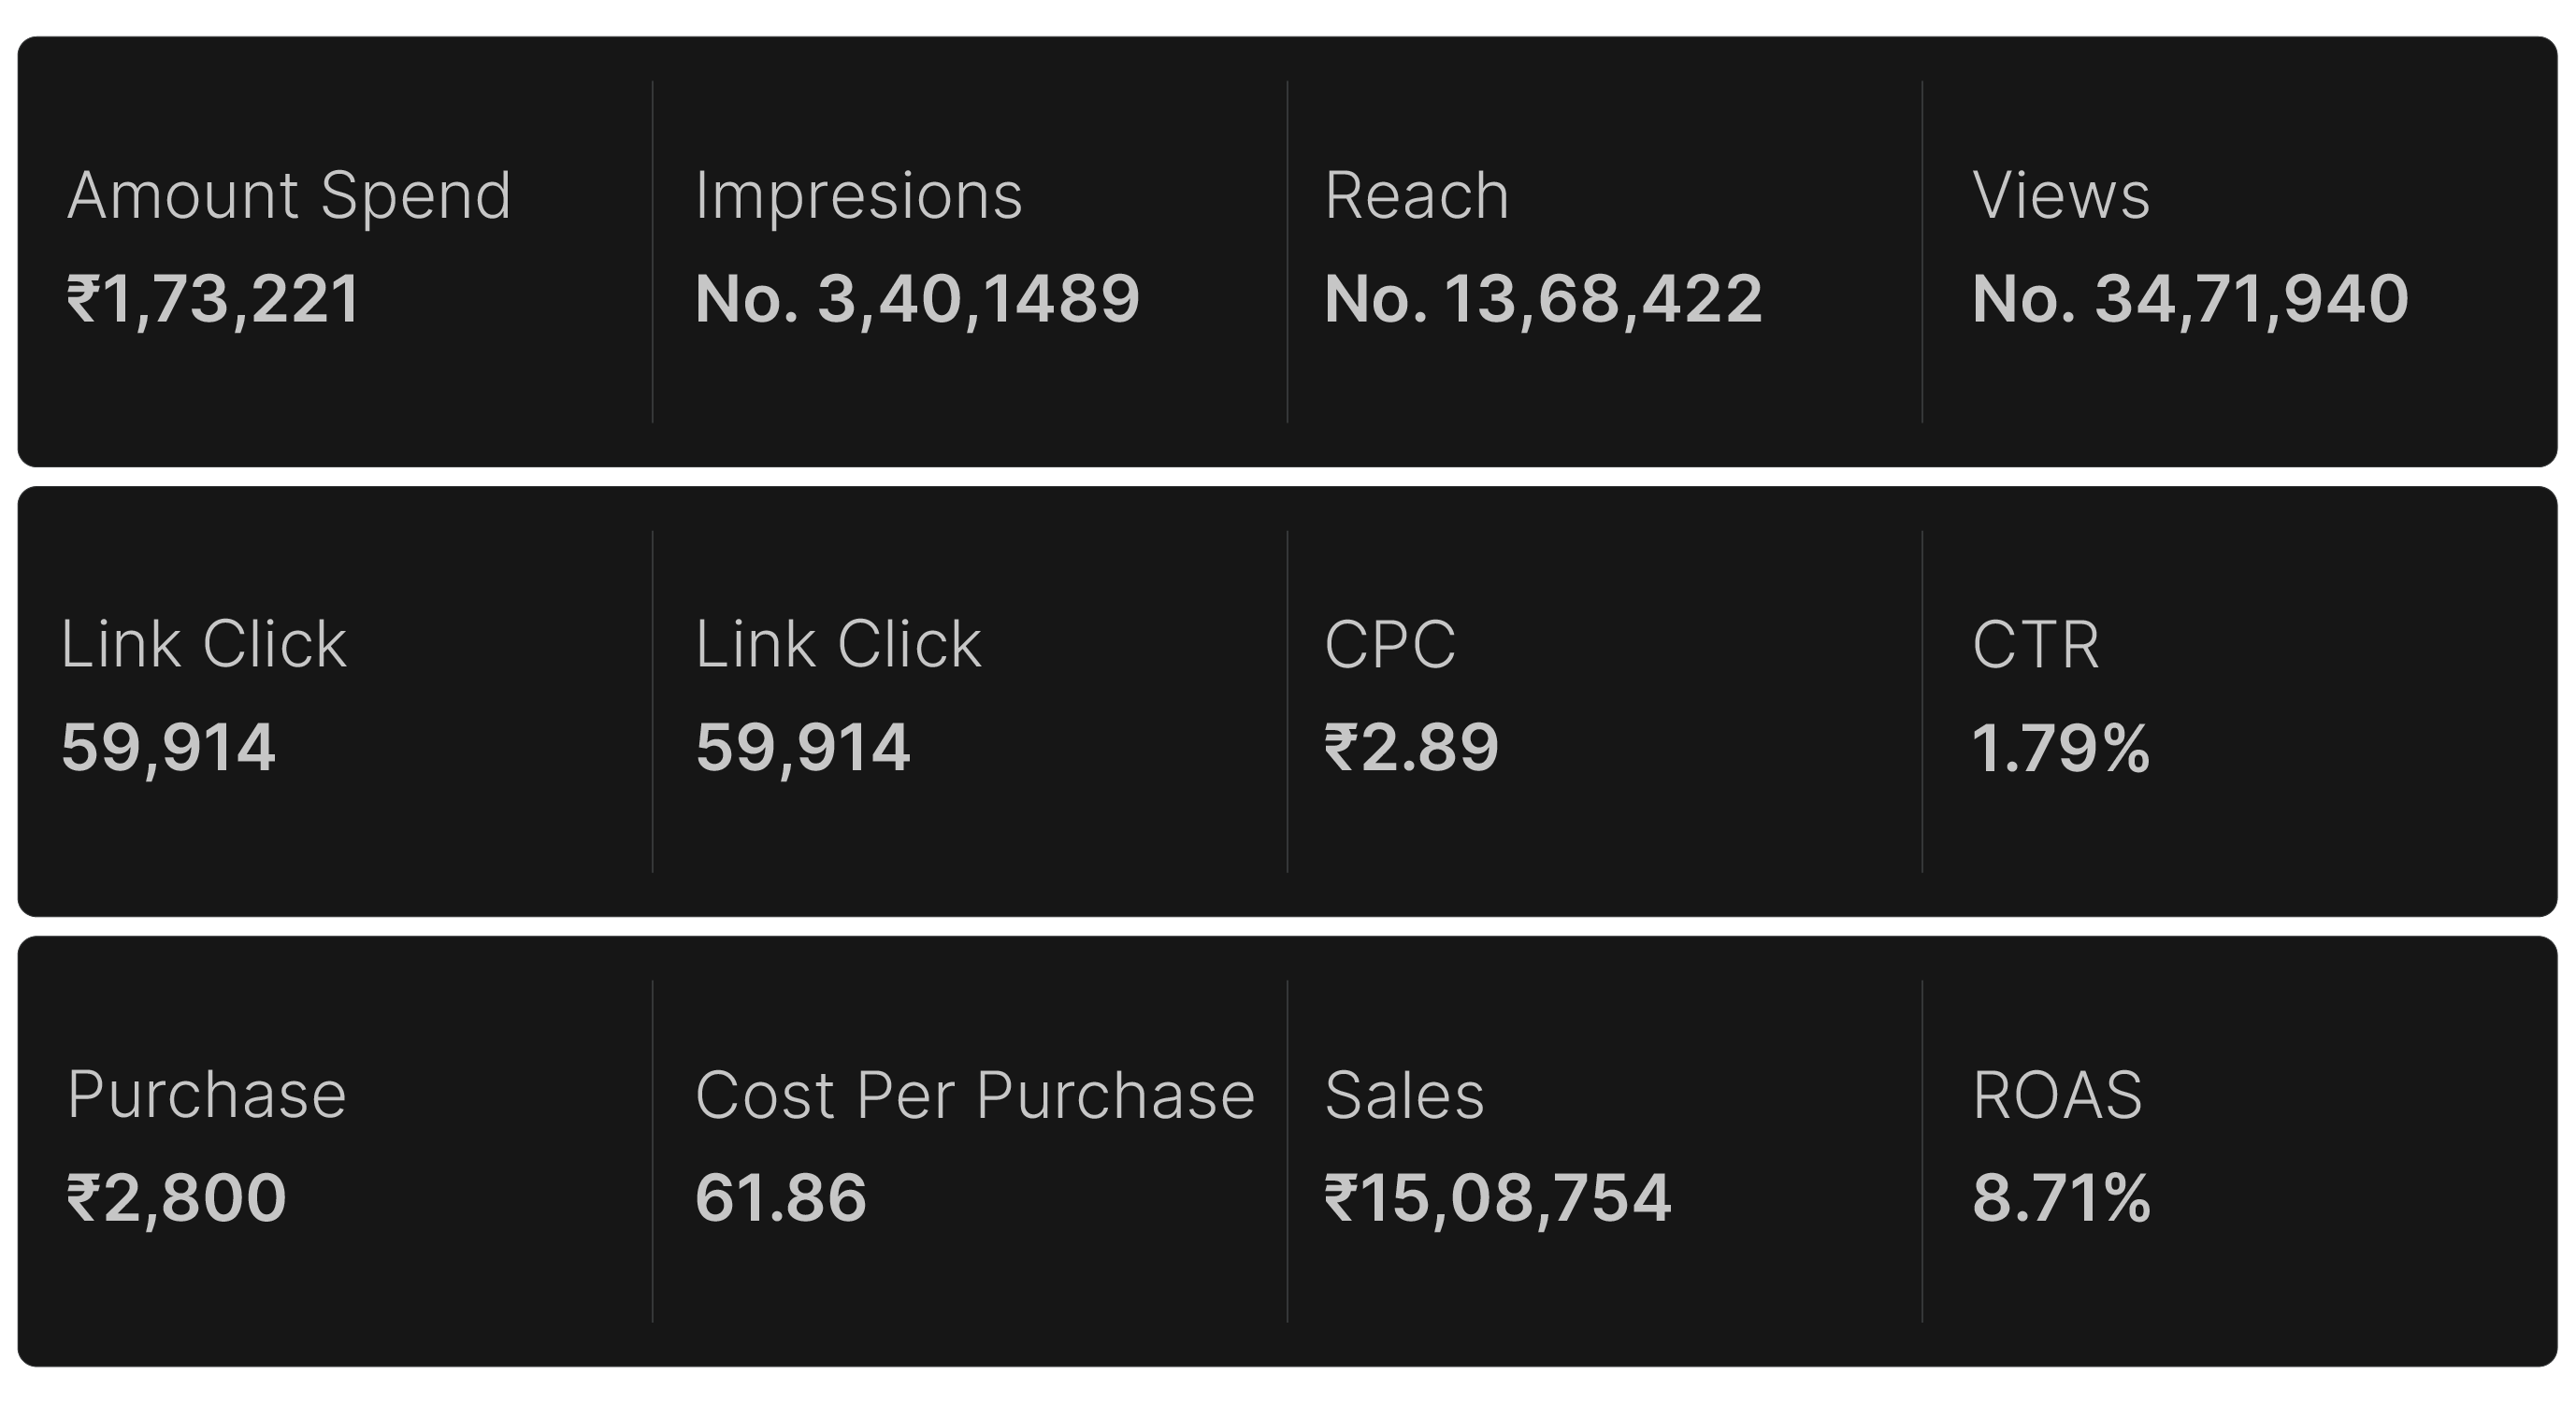 Amount Spend
₹1,73,221
Impresions
No. 3,40,1489
Reach
No. 13,68,422
Views
No. 34,71,940
Link Click
59,914
Link Click
59,914
CPC
₹2.89
CTR
1.79%
Purchase
₹2,800
Cost Per Purchase
61.86
Sales
₹15,08,754
ROAS
8.71%